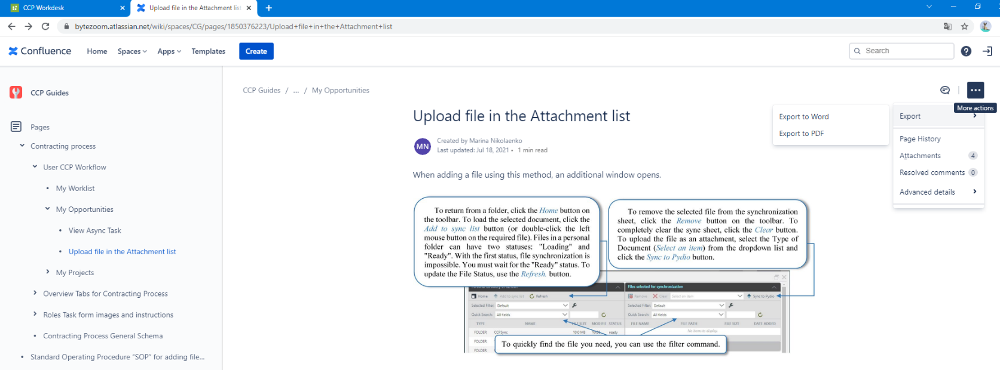 CCP Workdesk
Upload file in the Attachment list
bytezoom.atlassian.net/wiki/spaces/CG/pages/1850376223/Upload+file+in+the+Attachment+list
Confluence
Home
Spaces
Apps
Templates
Create
Search
CCP Guides
Pages
Contracting process
User CCP Workflow
My Worklist
My Opportunities
View Async Task
Upload file in the Attachment list
My Projects
Overview Tabs for Contracting Process
Roles Task form images and instructions
Contracting Process General Schema
Standard Operating Procedure "SOP" for adding file...
CCP Guides / ... / My Opportunities
More actions
Export
Export to Word
Export to PDF
Page History
Attachments 4
Resolved comments 0
Advanced details
Upload file in the Attachment list
MN
Created by Marina Nikolaenko
Last updated: Jul 18, 2021 • 1 min read
When adding a file using this method, an additional window opens.
To return from a folder, click the Home button on
the toolbar. To load the selected document, click the
Add to sync list button (or double-click the left
mouse button on the required file). Files in a personal
folder can have two statuses: "Loading" and
"Ready". With the first status, file synchronization is
impossible. You must wait for the "Ready" status. To
update the File Status, use the Refresh. button.
To remove the selected file from the synchronization
sheet, click the Remove button on the toolbar. To
completely clear the sync sheet, click the Clear button.
To upload the file as an attachment, select the Type of
Document (Select an item) from the dropdown list and
click the Sync to Pydio button.
Home Add to sync list Refresh
Selected Filter: Default
Quick Search: All fields
TYPE NAME FILE SIZE MODIFIE STATUS
FOLDER CCPSync 10.0 MB 10.08. ready
FOLDER
FOLDER
Files selected for synchronization
Remove Clear Select an item Sync to Pydio
Selected Filter: Default
Quick Search: All fields
FILE NAME FILE PATH FILE SIZE DATE ADDED
No items to display.
To quickly find the file you need, you can use the filter command.